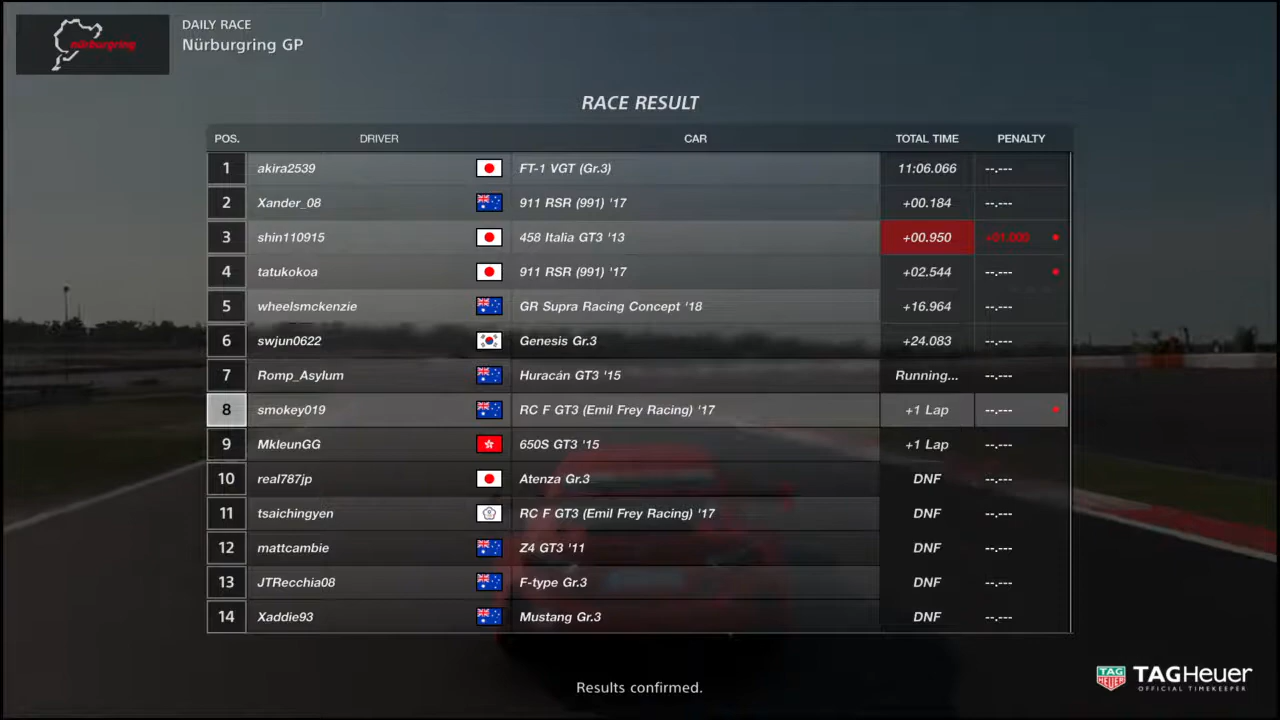 nürburgring
DAILY RACE
Nürburgring GP
RACE RESULT
POS. DRIVER CAR TOTAL TIME PENALTY
1 akira2539 FT-1 VGT (Gr.3) 11:06.066 --.---
2 Xander_08 911 RSR (991) '17 +00.184 --.---
3 shin110915 458 Italia GT3 '13 +00.950 +01.000
4 tatukokoa 911 RSR (991) '17 +02.544 --.---
5 wheelsmckenzie GR Supra Racing Concept '18 +16.964 --.---
6 swjun0622 Genesis Gr.3 +24.083 --.---
7 Romp_Asylum Huracán GT3 '15 Running... --.---
8 smokey019 RC F GT3 (Emil Frey Racing) '17 +1 Lap --.---
9 MkleunGG 650S GT3 '15 +1 Lap --.---
10 real787jp Atenza Gr.3 DNF --.---
11 tsaichingyen RC F GT3 (Emil Frey Racing) '17 DNF --.---
12 mattcambie Z4 GT3 '11 DNF --.---
13 JTRecchia08 F-type Gr.3 DNF --.---
14 Xaddie93 Mustang Gr.3 DNF --.---
Results confirmed.
TAG HEUER TAGHeuer
OFFICIAL TIMEKEEPER